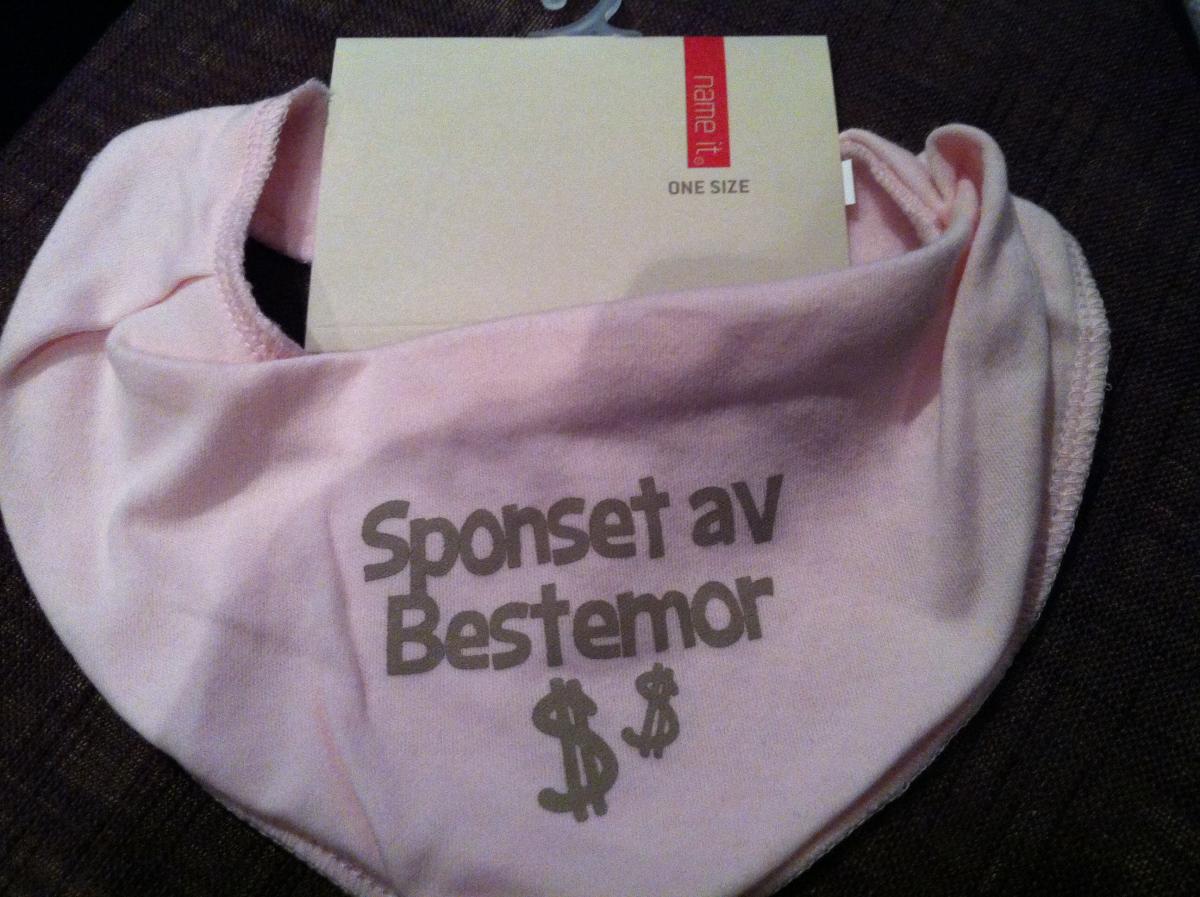 name it
ONE SIZE
Sponset av
Bestemor
$ $